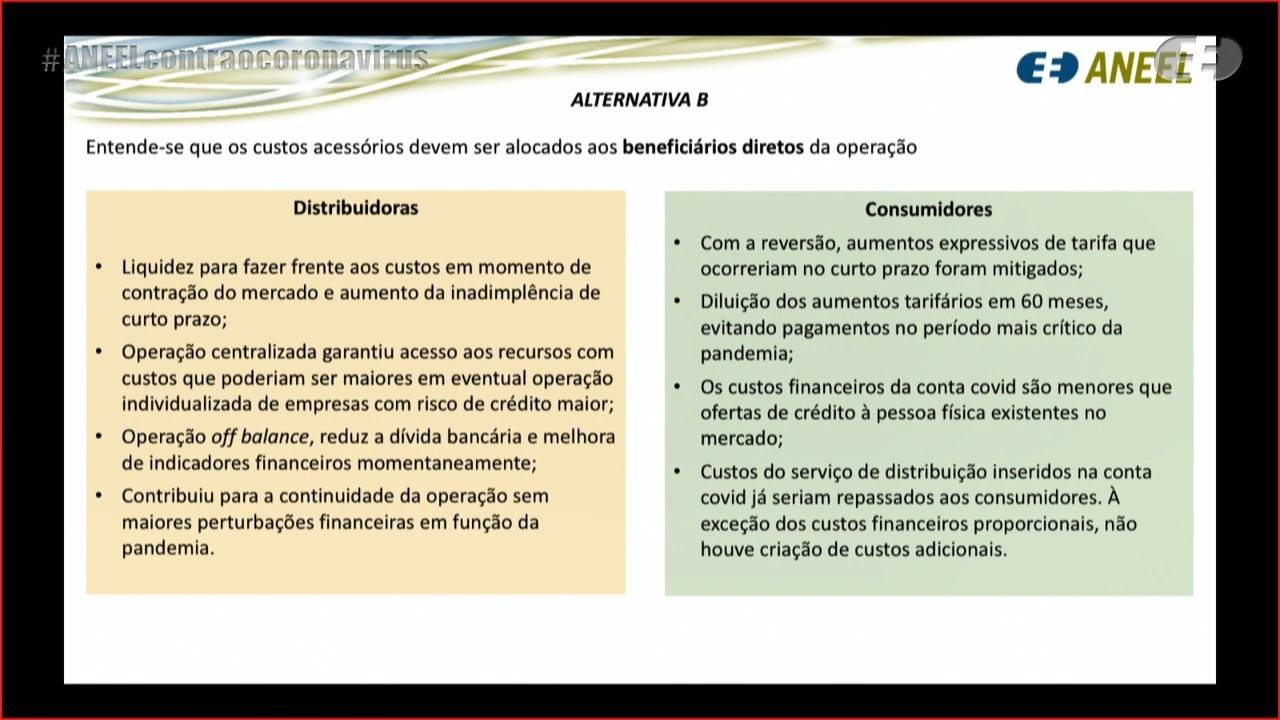 #ANEELcontraocoronavírus
ANEEL
ALTERNATIVA B
Entende-se que os custos acessórios devem ser alocados aos beneficiários diretos da operação
Distribuidoras
• Liquidez para fazer frente aos custos em momento de
contração do mercado e aumento da inadimplência de
curto prazo;
• Operação centralizada garantiu acesso aos recursos com
custos que poderiam ser maiores em eventual operação
individualizada de empresas com risco de crédito maior;
• Operação off balance, reduz a dívida bancária e melhora
de indicadores financeiros momentaneamente;
• Contribuiu para a continuidade da operação sem
maiores perturbações financeiras em função da
pandemia.
Consumidores
• Com a reversão, aumentos expressivos de tarifa que
ocorreriam no curto prazo foram mitigados;
• Diluição dos aumentos tarifários em 60 meses,
evitando pagamentos no período mais crítico da
pandemia;
• Os custos financeiros da conta covid são menores que
ofertas de crédito à pessoa física existentes no
mercado;
• Custos do serviço de distribuição inseridos na conta
covid já seriam repassados aos consumidores. À
exceção dos custos financeiros proporcionais, não
houve criação de custos adicionais.